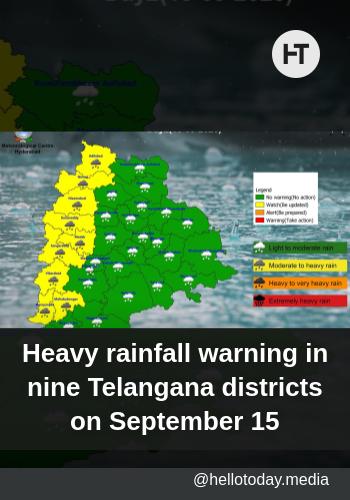 HT
Meteorological Centre
Hyderabad
Legend
No warning(No action)
Watch(Be updated)
Alert(Be prepared)
Warning(Take action)
Light to moderate rain
Moderate to heavy rain
Heavy to very heavy rain
Extremely heavy rain
Heavy rainfall warning in
nine Telangana districts
on September 15
@hellotoday.media